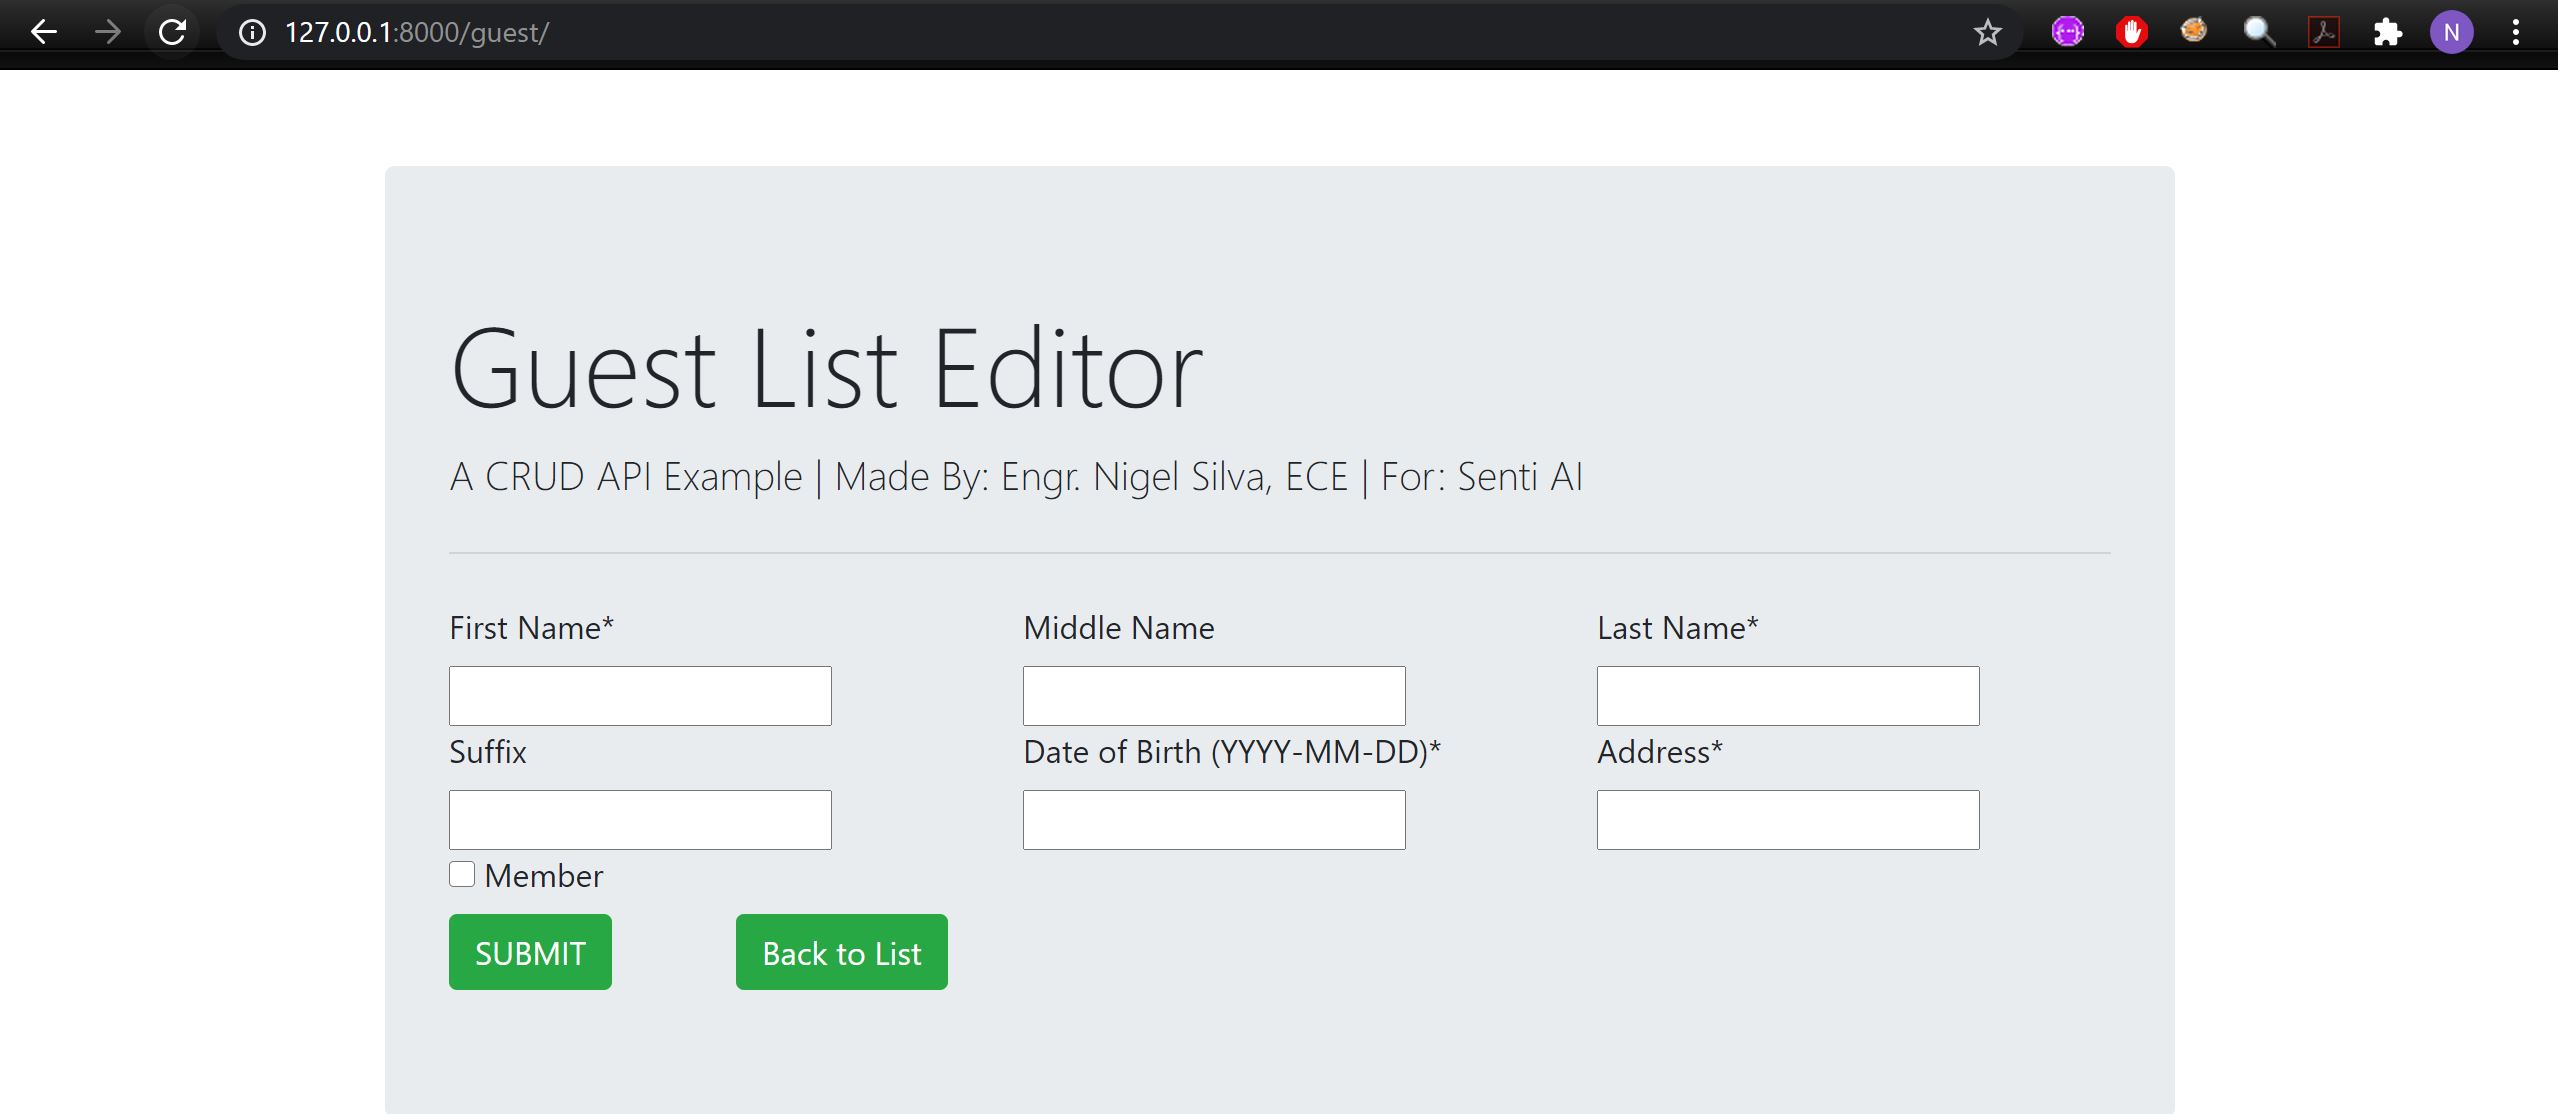 127.0.0.1:8000/guest/
N
Guest List Editor
A CRUD API Example | Made By: Engr. Nigel Silva, ECE | For: Senti AI
First Name* Middle Name Last Name*
Suffix Date of Birth (YYYY-MM-DD)* Address*
Member
SUBMIT Back to List